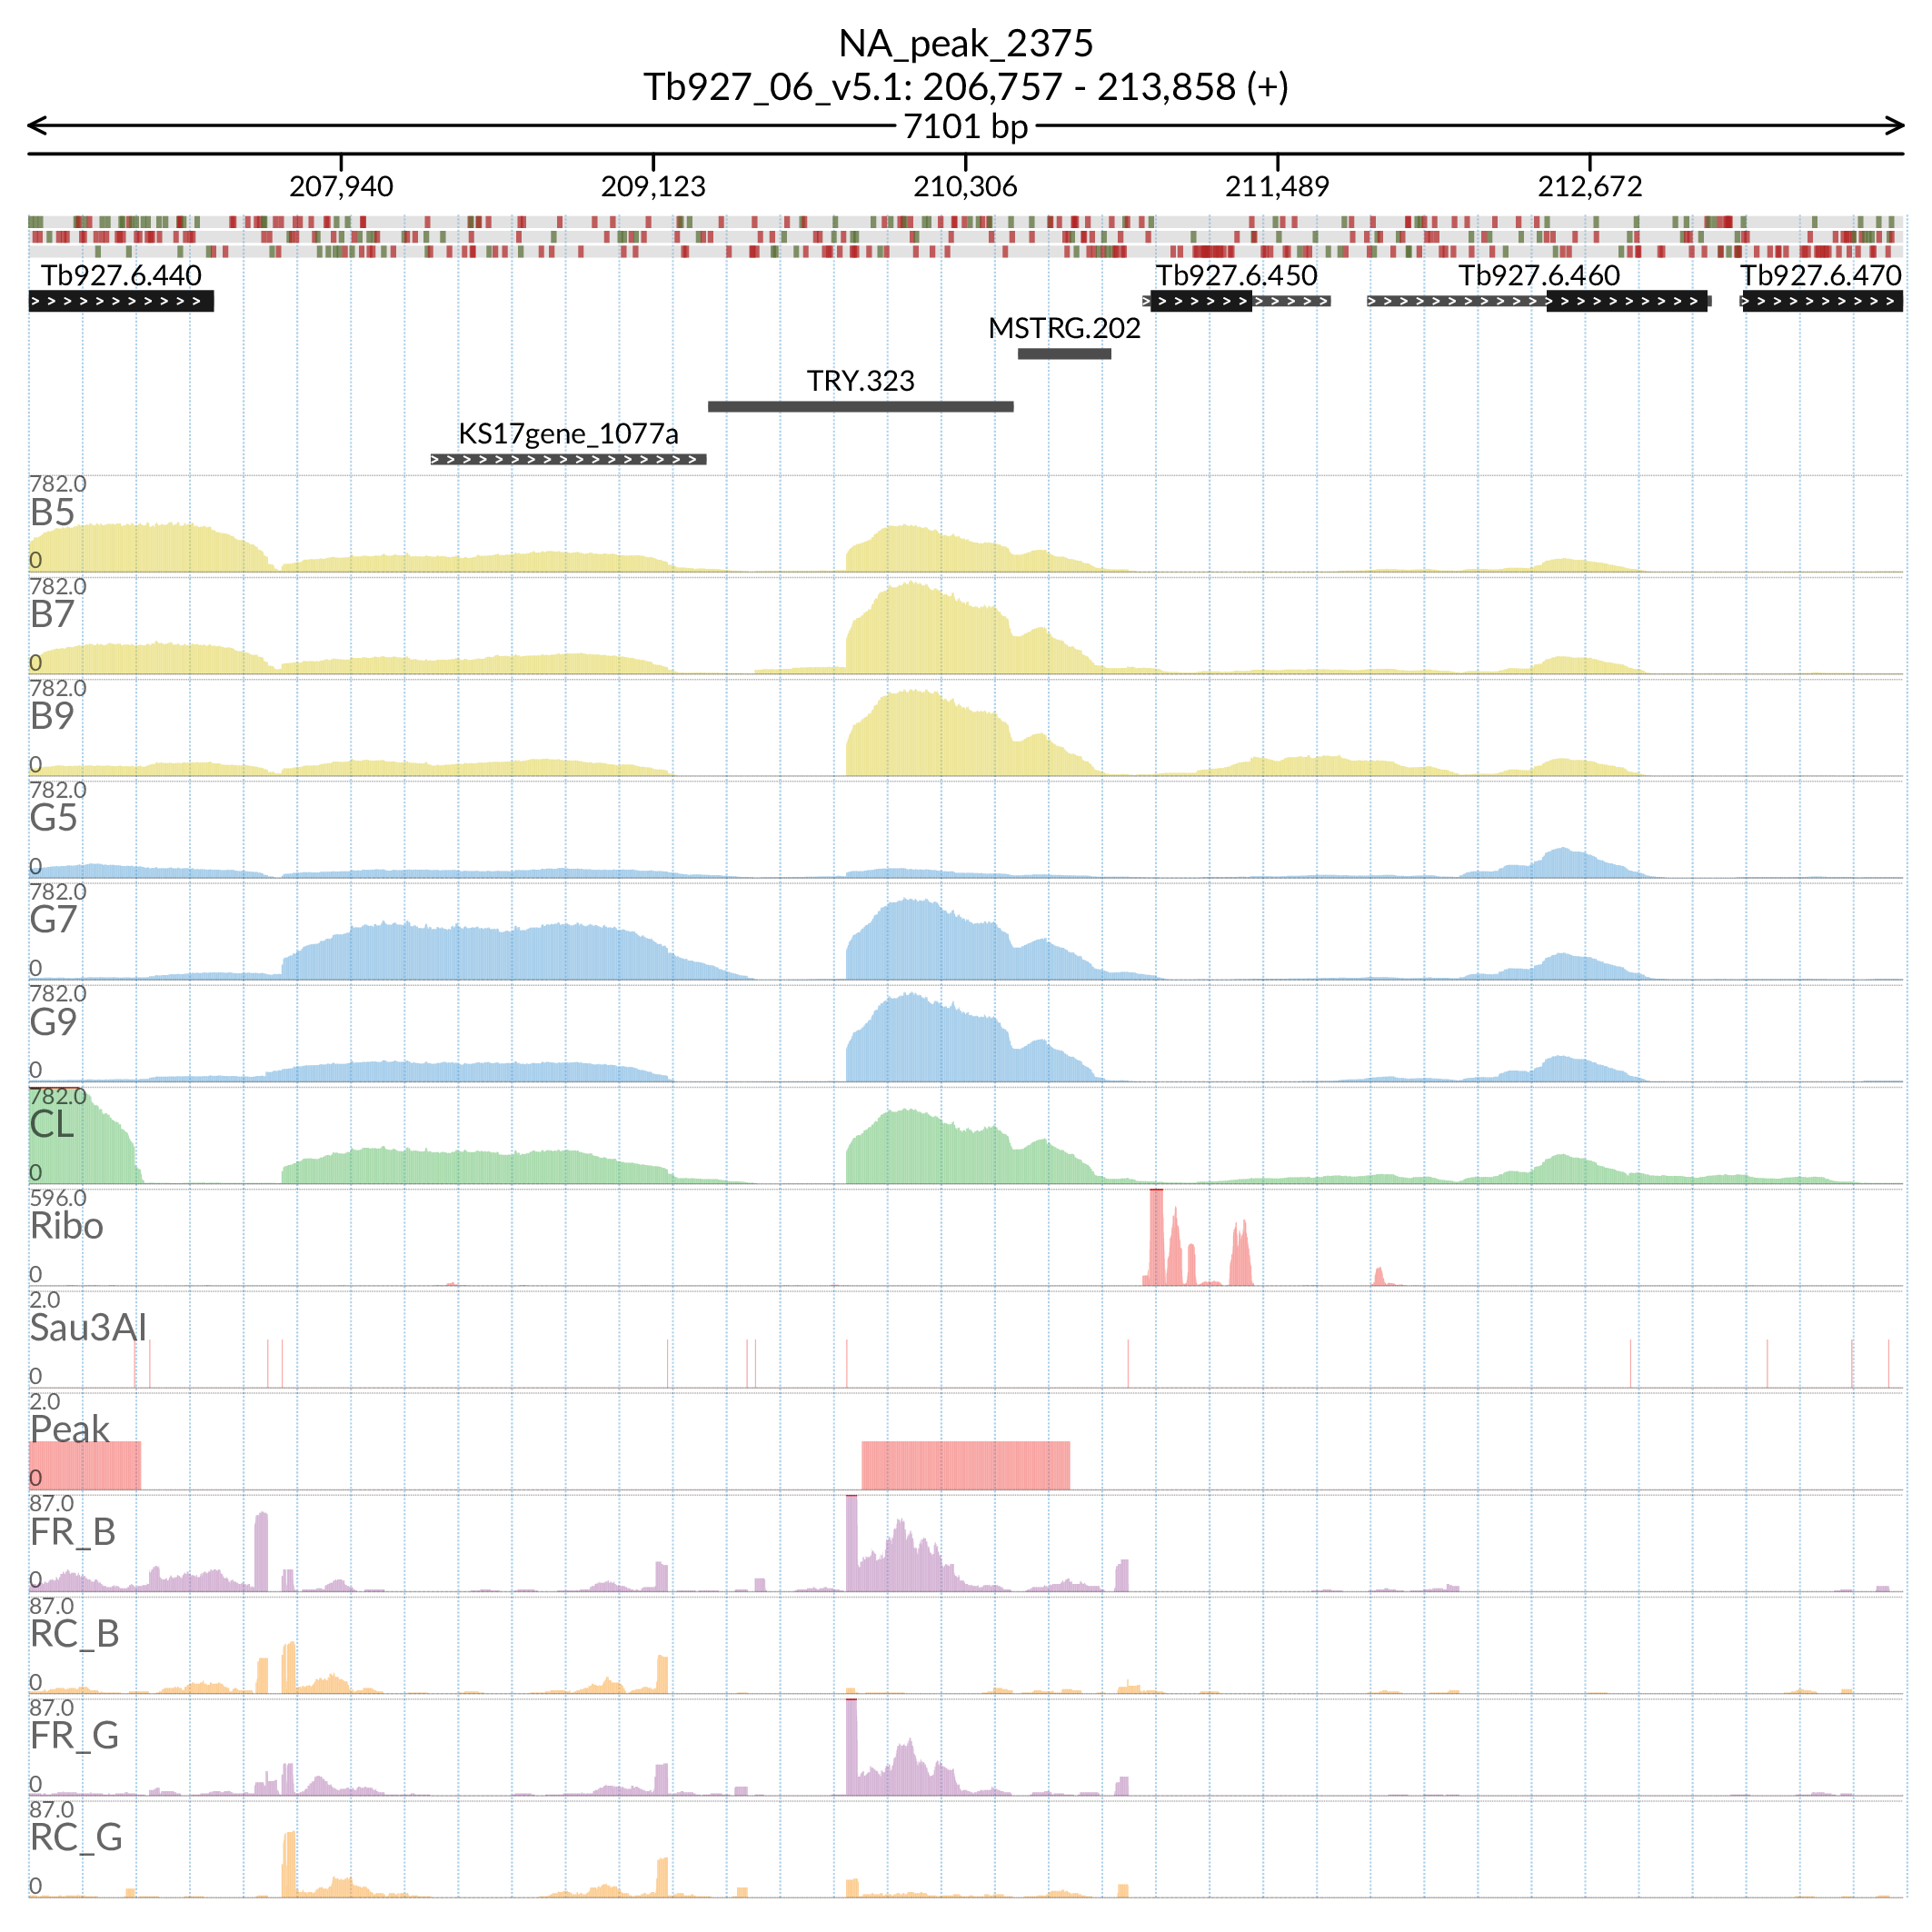 NA_peak_2375
Tb927_06_v5.1: 206,757 - 213,858 (+)
7101 bp
207,940 209,123 210,306 211,489 212,672
Tb927.6.440 Tb927.6.450 Tb927.6.460 Tb927.6.470
MSTRG.202
TRY.323
KS17gene_1077a
782.0
B5
0
782.0
B7
0
782.0
B9
0
782.0
G5
0
782.0
G7
0
782.0
G9
0
782.0
CL
0
596.0
Ribo
0
2.0
Sau3AI
0
2.0
Peak
0
87.0
FR_B
0
87.0
RC_B
0
87.0
FR_G
0
87.0
RC_G
0